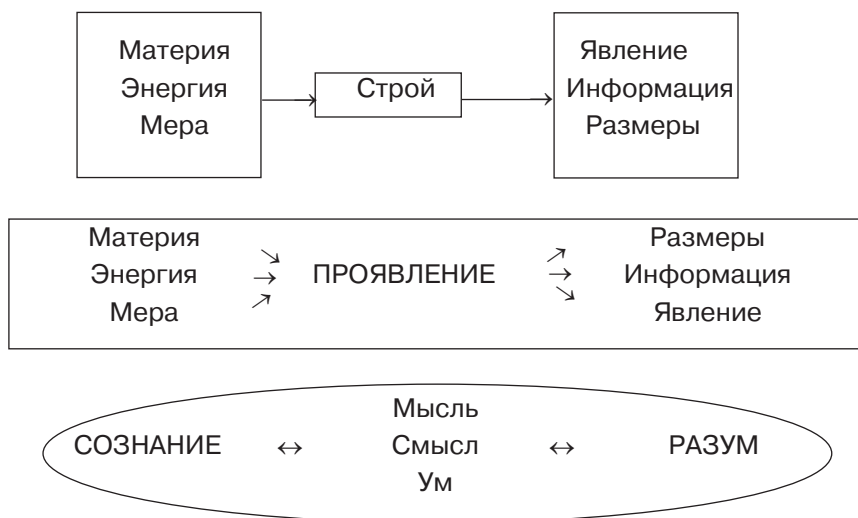 Материя Явление
Энергия → Строй → Информация
Мера Размеры
Материя ↘ ↗ Размеры
Энергия → ПРОЯВЛЕНИЕ → Информация
Мера ↗ ↘ Явление
Мысль
СОЗНАНИЕ ↔ Смысл ↔ РАЗУМ
Ум